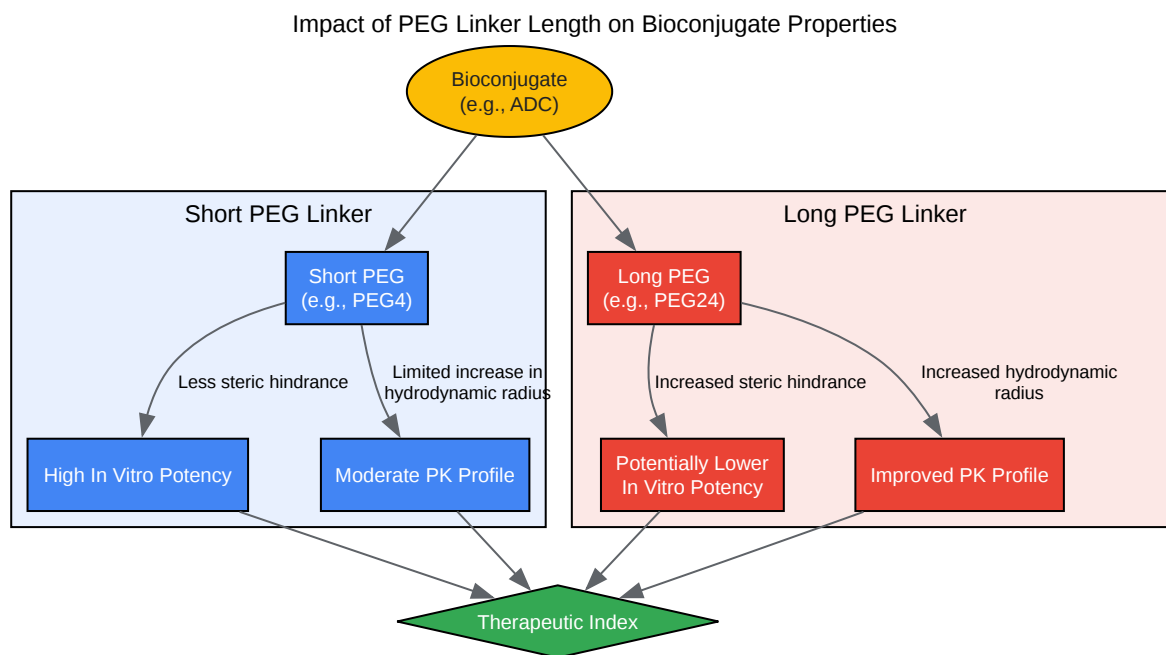 Impact of PEG Linker Length on Bioconjugate Properties
Bioconjugate
(e.g., ADC)
Short PEG Linker
Short PEG
(e.g., PEG4)
Less steric hindrance
Limited increase in
hydrodynamic radius
High In Vitro Potency
Moderate PK Profile
Long PEG Linker
Long PEG
(e.g., PEG24)
Increased steric hindrance
Increased hydrodynamic
radius
Potentially Lower
In Vitro Potency
Improved PK Profile
Therapeutic Index